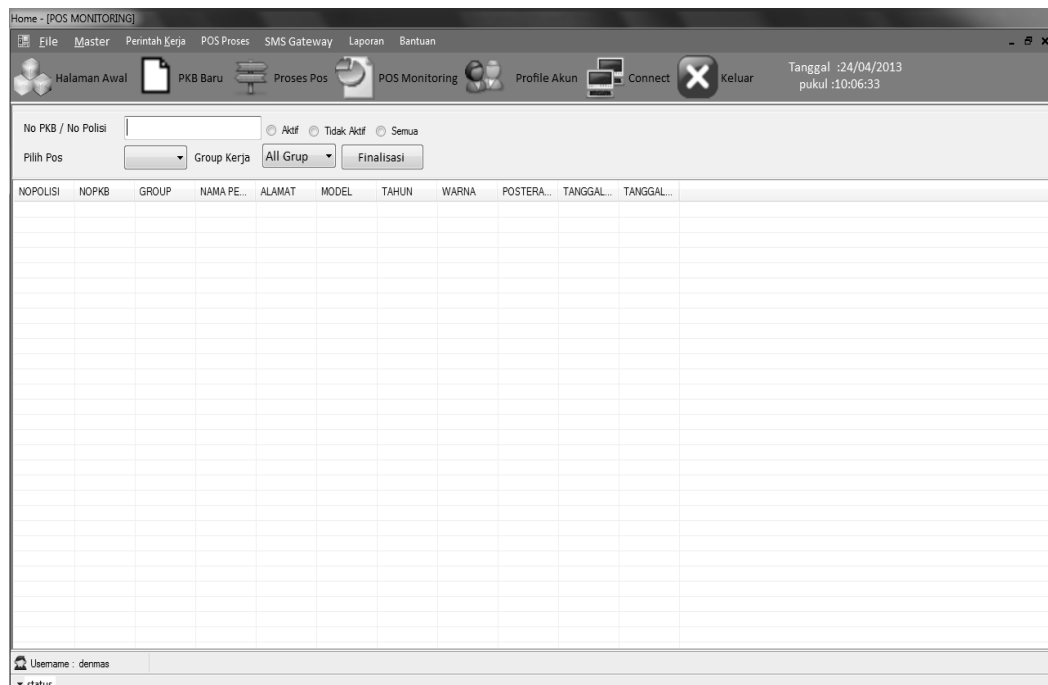 Home - [POS MONITORING]
File Master Perintah Kerja POS Proses SMS Gateway Laporan Bantuan
Halaman Awal PKB Baru Proses Pos POS Monitoring Profile Akun Connect Keluar
Tanggal :24/04/2013
pukul :10:06:33
No PKB / No Polisi Aktif Tidak Aktif Semua
Pilih Pos Group Kerja All Grup Finalisasi
NOPOLISI NOPKB GROUP NAMA PE... ALAMAT MODEL TAHUN WARNA POSTERA... TANGGAL... TANGGAL...
Username : denmas
status